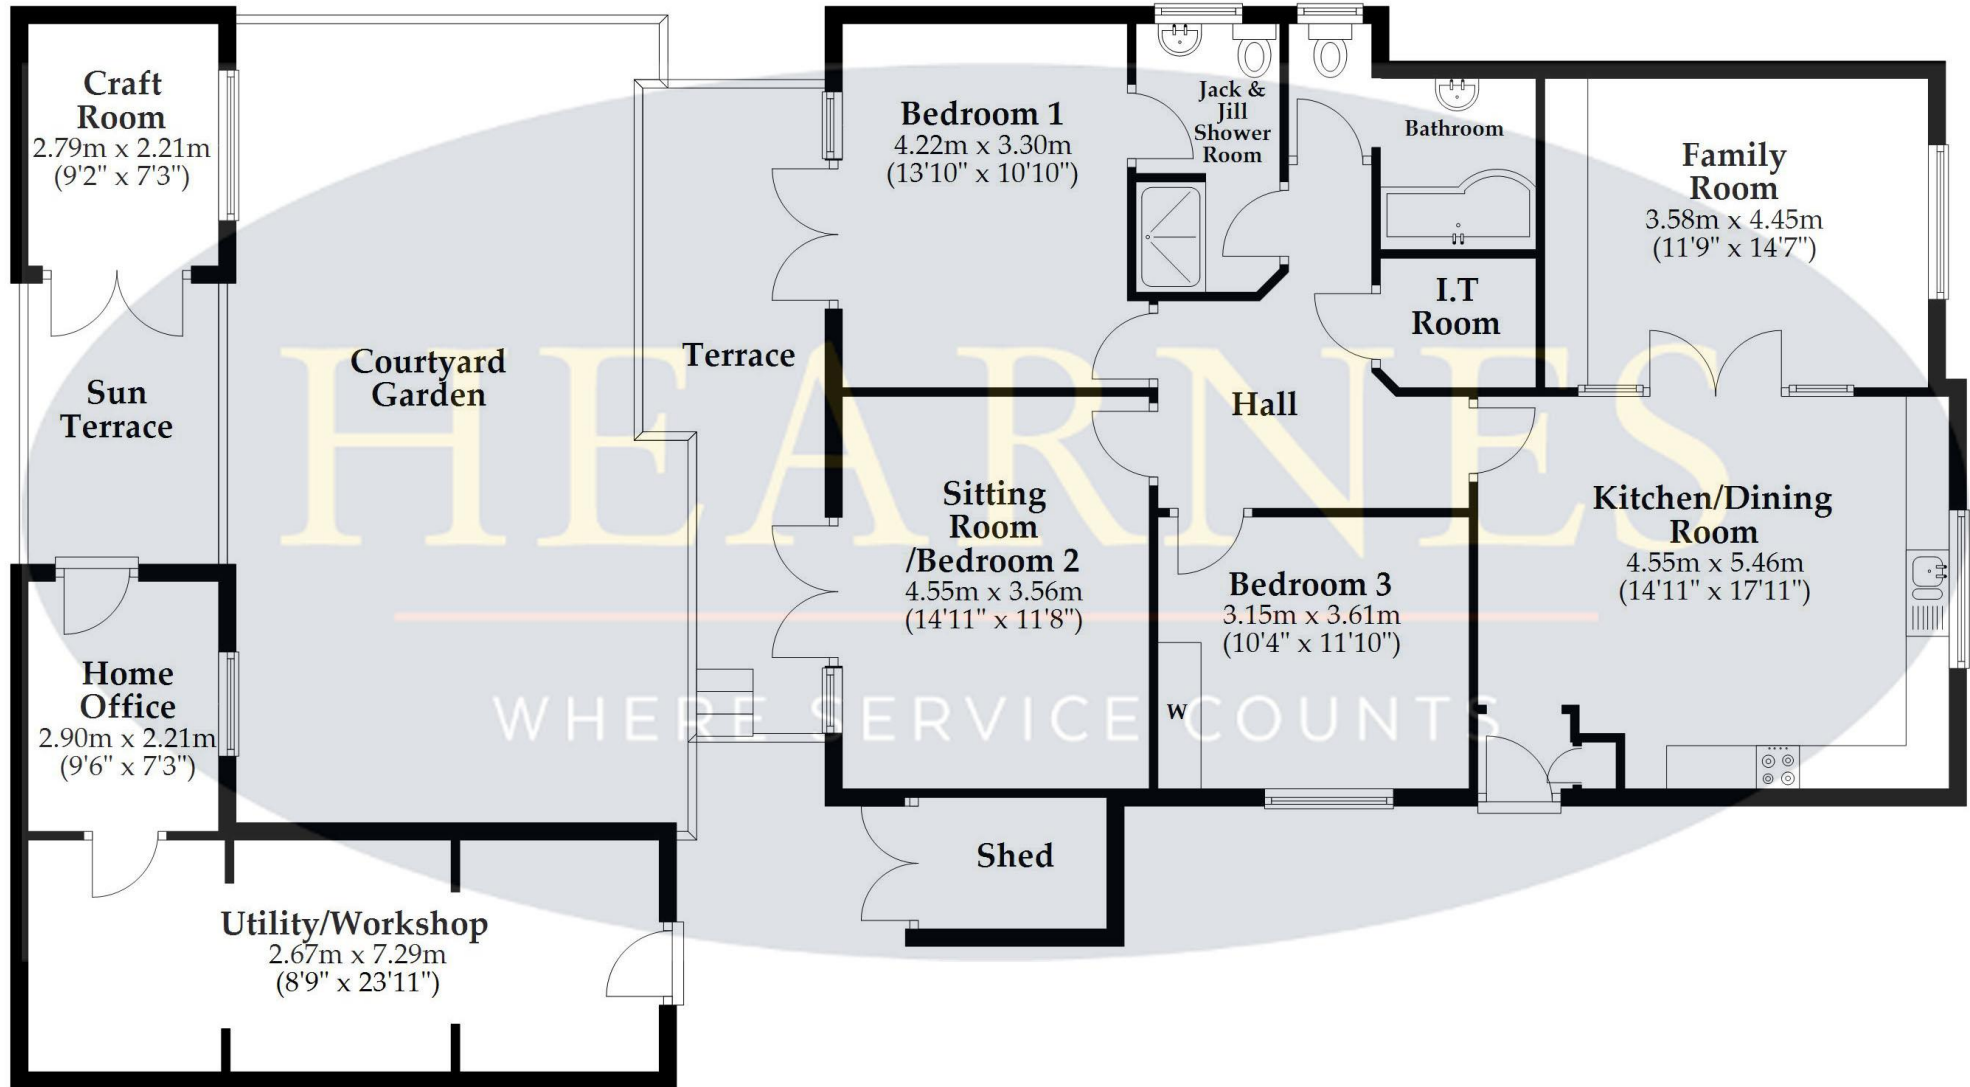 Craft
Room
2.79m x 2.21m
(9'2" x 7'3")
Sun
Terrace
Home
Office
2.90m x 2.21m
(9'6" x 7'3")
Utility/Workshop
2.67m x 7.29m
(8'9" x 23'11")
Courtyard
Garden
Terrace
Bedroom 1
4.22m x 3.30m
(13'10" x 10'10")
Jack &
Jill
Shower
Room
Bathroom
Family
Room
3.58m x 4.45m
(11'9" x 14'7")
I.T
Room
Hall
Sitting
Room
/Bedroom 2
4.55m x 3.56m
(14'11" x 11'8")
Bedroom 3
3.15m x 3.61m
(10'4" x 11'10")
W
Kitchen/Dining
Room
4.55m x 5.46m
(14'11" x 17'11")
Shed
HEARNES
WHERE SERVICE COUNTS